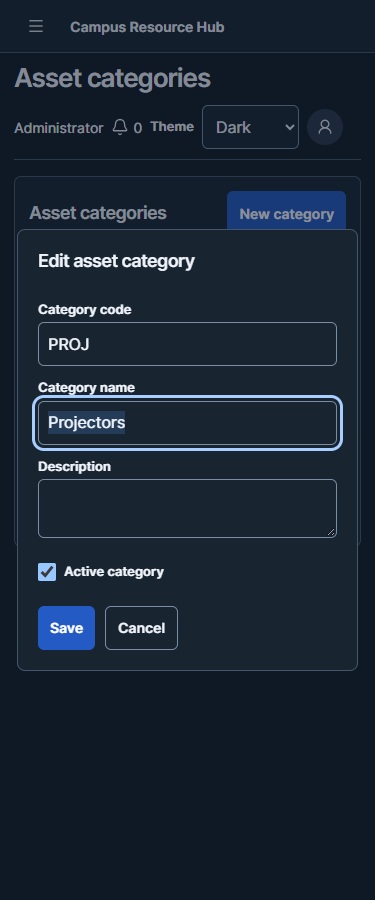 Campus Resource Hub
Asset categories
Administrator 0 Theme Dark
Asset categories New category
Edit asset category
Category code
PROJ
Category name
Projectors
Description
Active category
Save Cancel